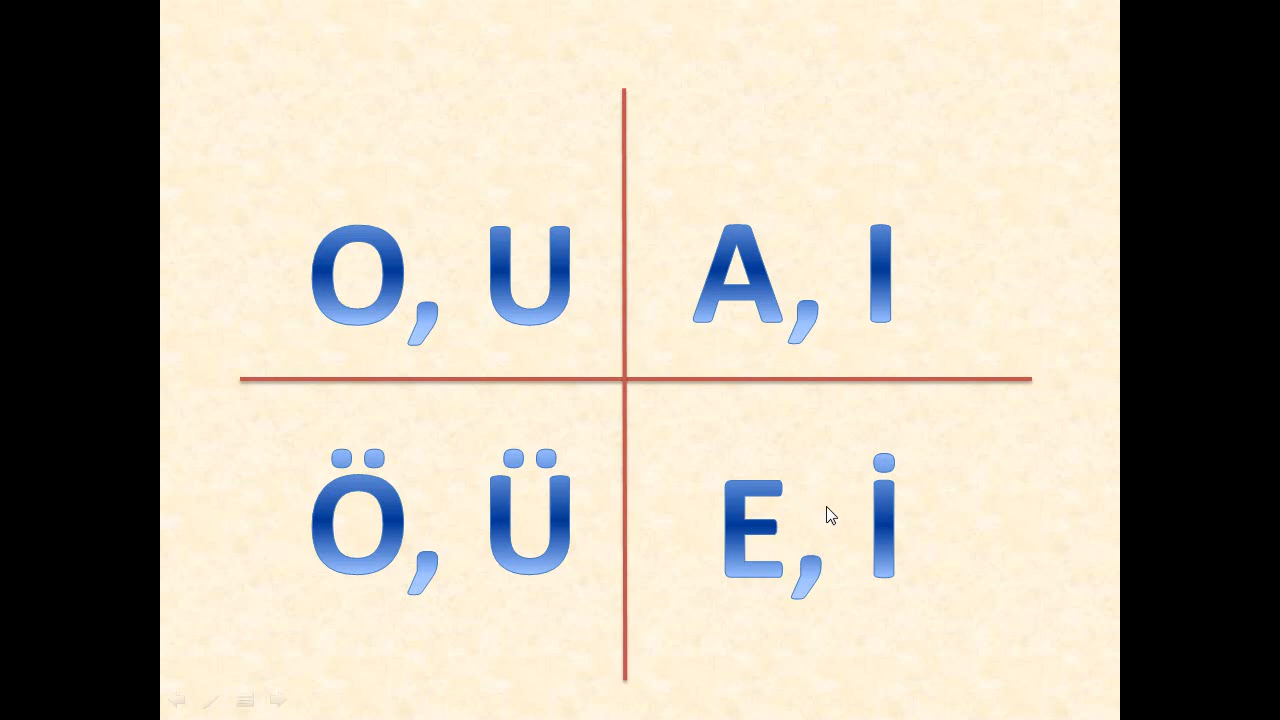 O, U
A, I
Ö, Ü
E, İ